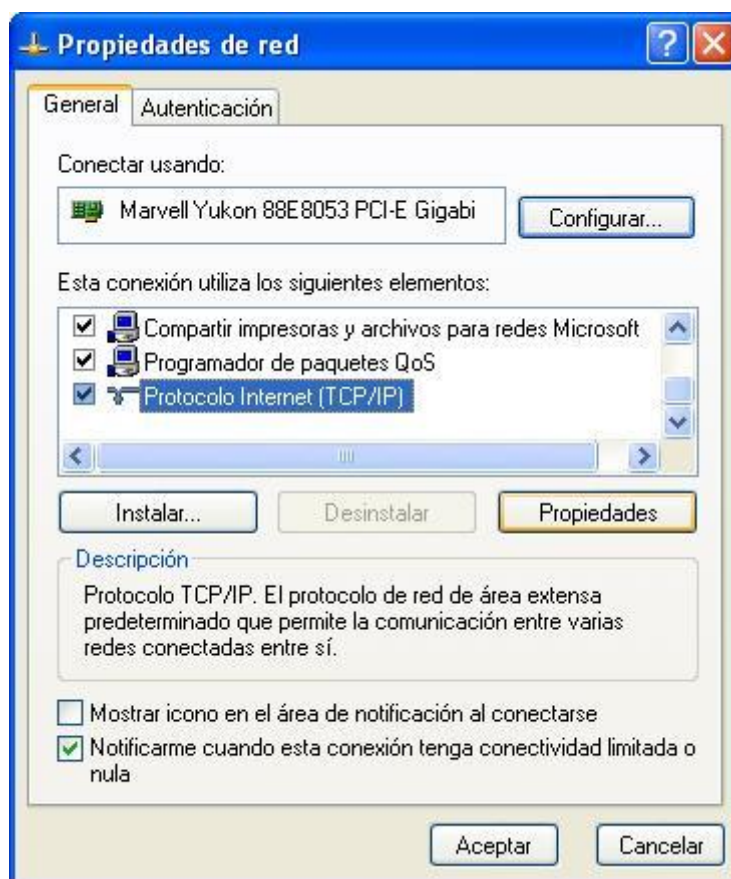 Propiedades de red
General Autenticación
Conectar usando:
Marvell Yukon 88E8053 PCI-E Gigabi Configurar...
Esta conexión utiliza los siguientes elementos:
Compartir impresoras y archivos para redes Microsoft
Programador de paquetes QoS
Protocolo Internet (TCP/IP)
Instalar... Desinstalar Propiedades
Descripción
Protocolo TCP/IP. El protocolo de red de área extensa
predeterminado que permite la comunicación entre varias
redes conectadas entre sí.
Mostrar icono en el área de notificación al conectarse
Notificarme cuando esta conexión tenga conectividad limitada o
nula
Aceptar Cancelar